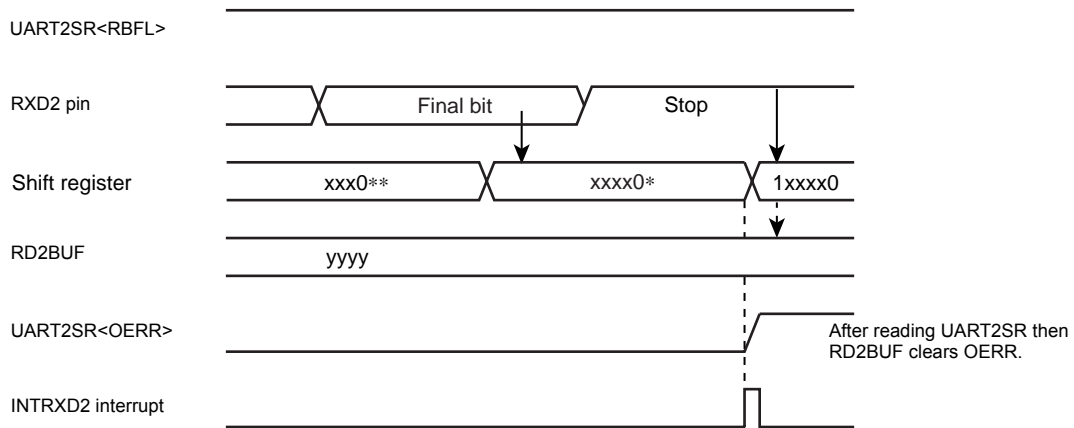 UART2SR<RBFL>
RXD2 pin
Final bit
Stop
Shift register
xxx0**
xxxx0*
1xxxx0
RD2BUF
yyyy
UART2SR<OERR>
After reading UART2SR then
RD2BUF clears OERR.
INTRXD2 interrupt